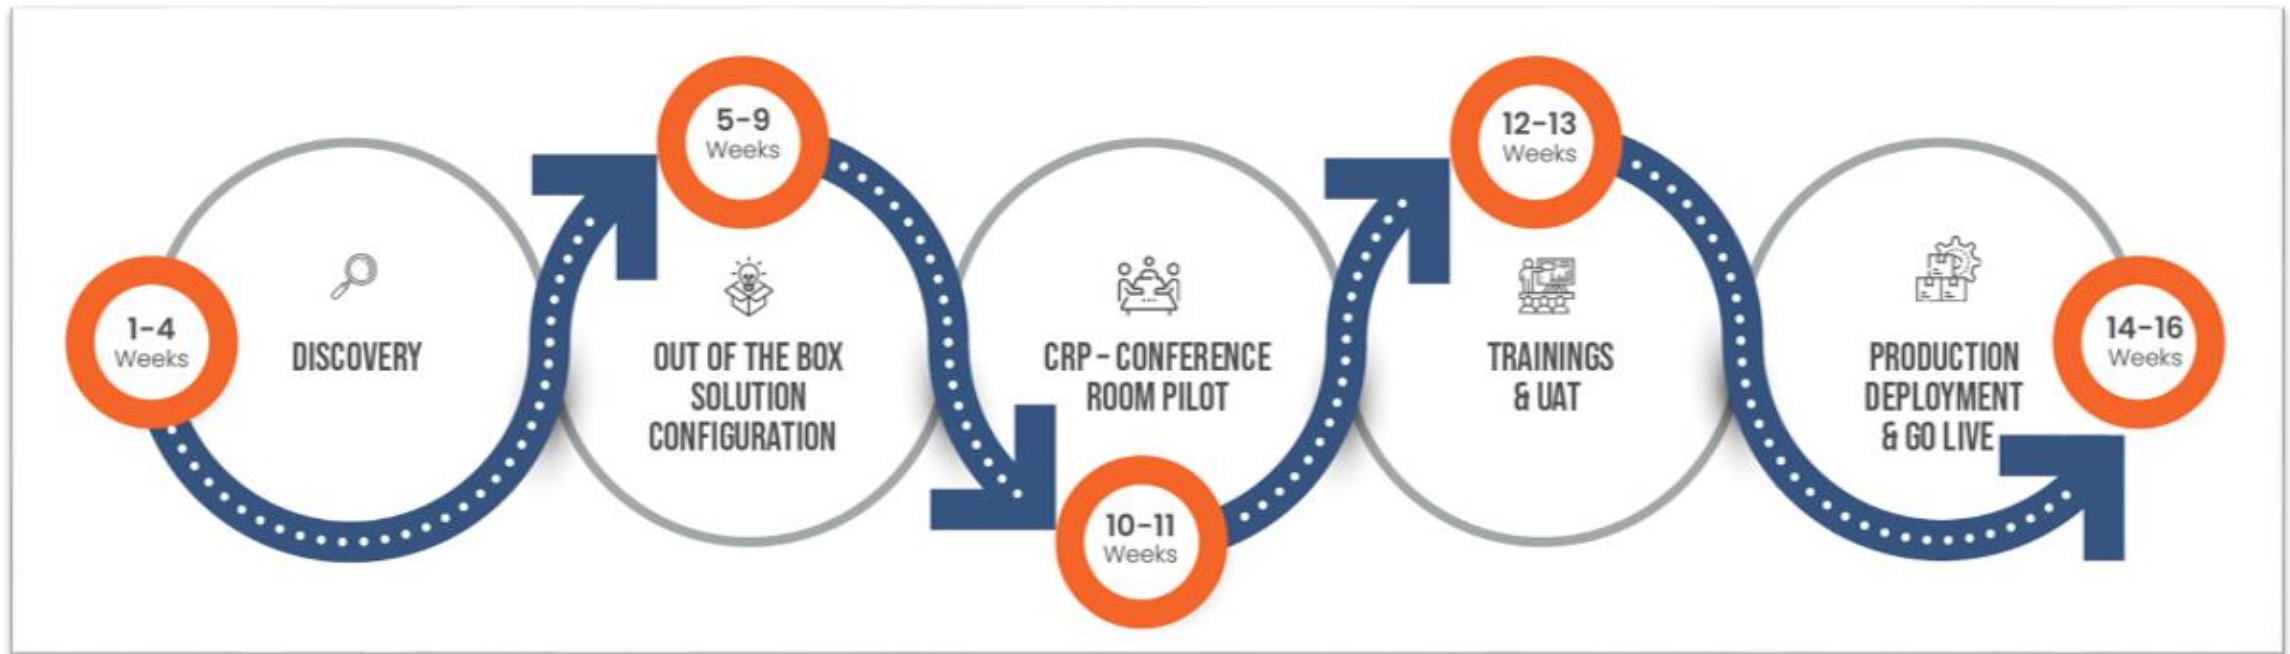 1-4
Weeks
DISCOVERY
5-9
Weeks
OUT OF THE BOX
SOLUTION
CONFIGURATION
CRP - CONFERENCE
ROOM PILOT
10-11
Weeks
12-13
Weeks
TRAININGS
& UAT
PRODUCTION
DEPLOYMENT
& GO LIVE
14-16
Weeks